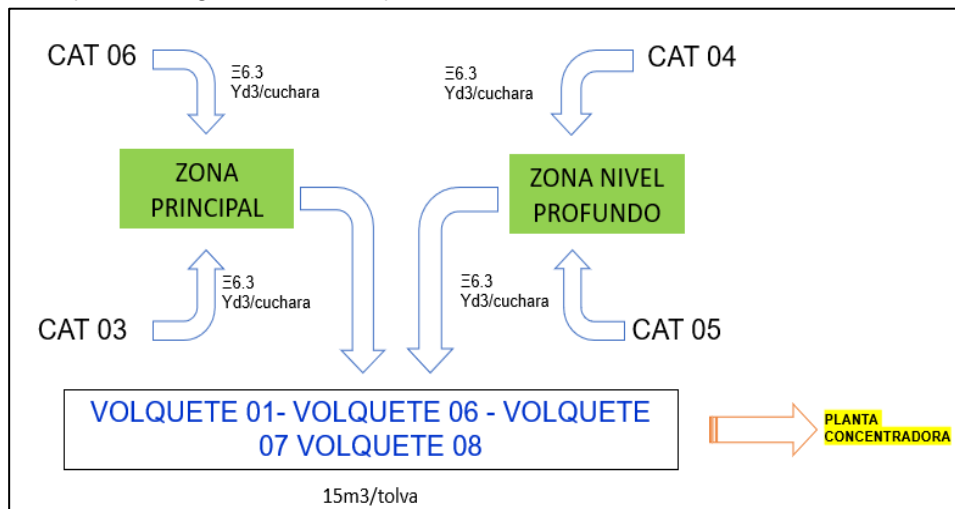 CAT 06
Ξ6.3
Yd3/cuchara
Ξ6.3
Yd3/cuchara
CAT 04
ZONA
PRINCIPAL
ZONA NIVEL
PROFUNDO
Ξ6.3
Yd3/cuchara
CAT 03
Ξ6.3
Yd3/cuchara
CAT 05
VOLQUETE 01- VOLQUETE 06 - VOLQUETE
07 VOLQUETE 08
PLANTA
CONCENTRADORA
15m3/tolva